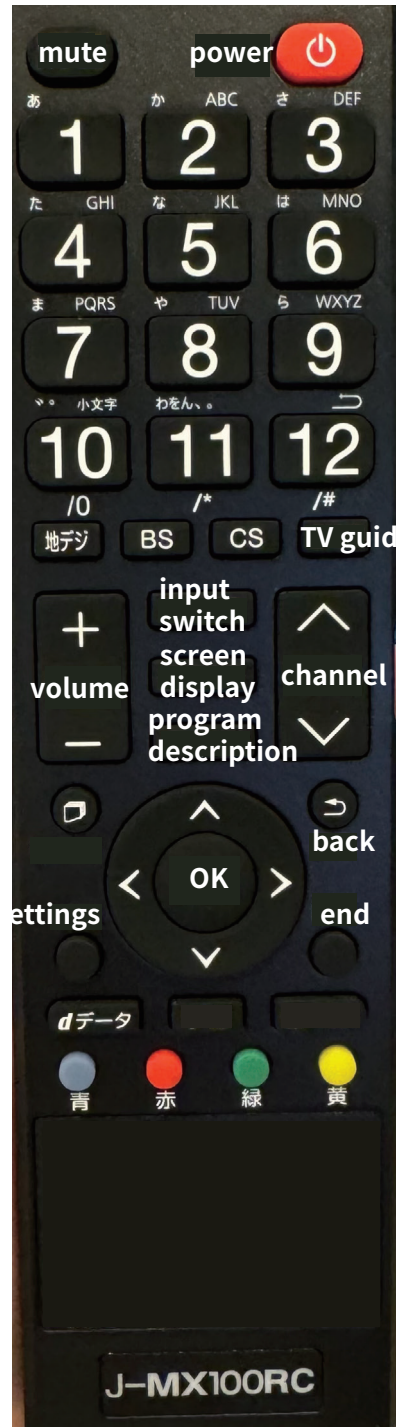 mute power
あ か ABC さ DEF
1 2 3
た GHI な JKL は MNO
4 5 6
ま PQRS や TUV ら WXYZ
7 8 9
゛゜ 小文字 わをん、。
10 11 12
/0 /* /#
地デジ BS CS TV guid
input
switch
screen
display
program
description
+
volume
−
channel
back
OK
ettings end
dデータ
青 赤 緑 黄
J-MX100RC